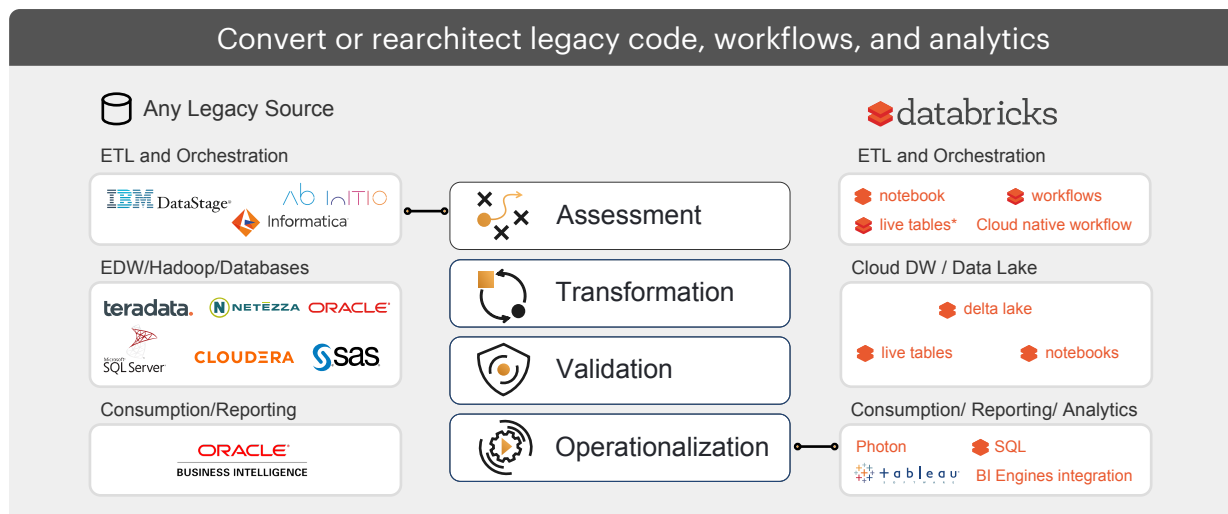 Convert or rearchitect legacy code, workflows, and analytics
Any Legacy Source
ETL and Orchestration
IBM DataStage®
Ab InITIO
Informatica
EDW/Hadoop/Databases
teradata.
N NETEZZA
ORACLE®
Microsoft
SQL Server
CLOUDERA
sas
Consumption/Reporting
ORACLE®
BUSINESS INTELLIGENCE
Assessment
Transformation
Validation
Operationalization
databricks
ETL and Orchestration
notebook
workflows
live tables*
Cloud native workflow
Cloud DW / Data Lake
delta lake
live tables
notebooks
Consumption/ Reporting/ Analytics
Photon
SQL
+ableau
SOFTWARE
BI Engines integration